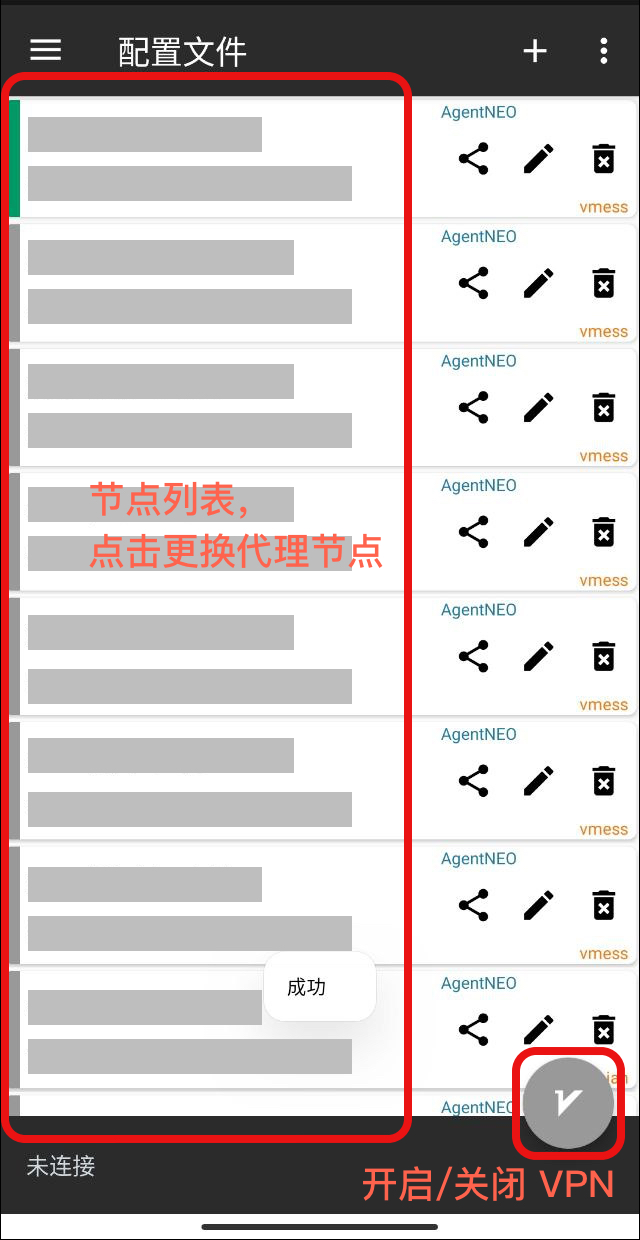 配置文件
AgentNEO
vmess
AgentNEO
vmess
AgentNEO
vmess
AgentNEO
节点列表，
点击更换代理节点
vmess
AgentNEO
vmess
AgentNEO
vmess
AgentNEO
vmess
成功
AgentNEO
AgentNEO
未连接
开启/关闭 VPN